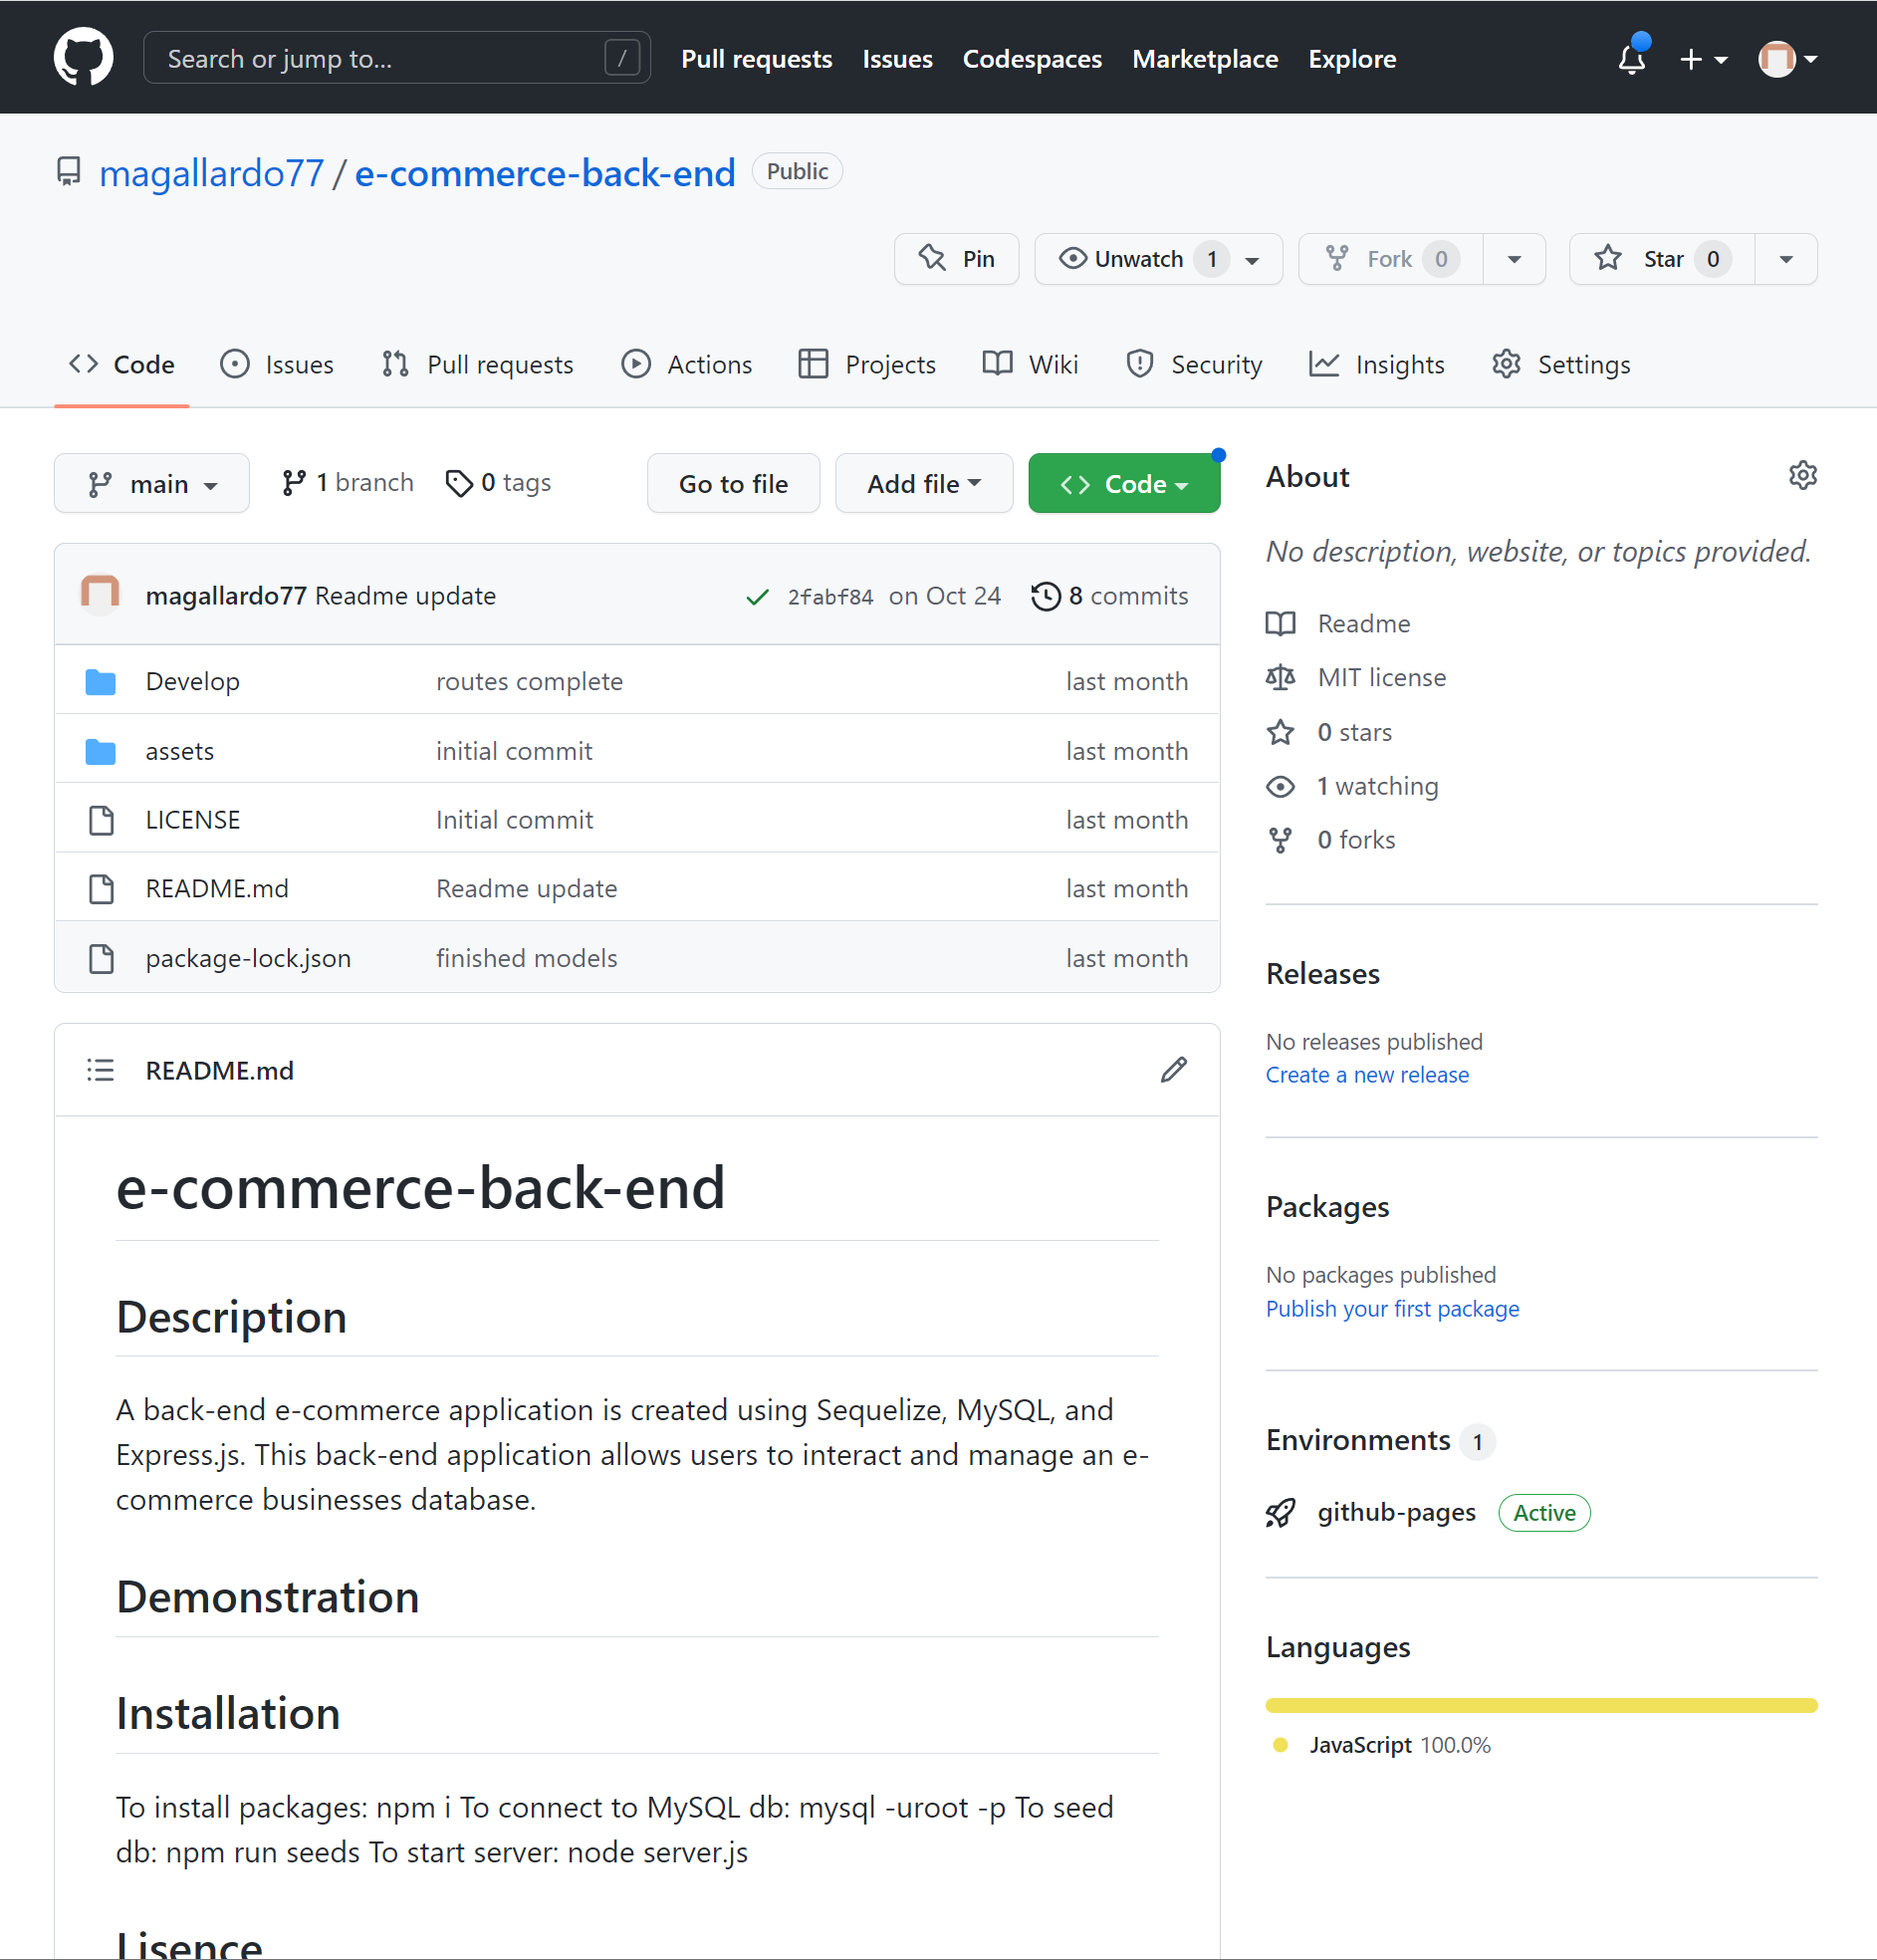 Search or jump to... /
Pull requests Issues Codespaces Marketplace Explore
magallardo77 / e-commerce-back-end Public
Pin Unwatch 1 Fork 0 Star 0
Code Issues Pull requests Actions Projects Wiki Security Insights Settings
main 1 branch 0 tags Go to file Add file Code
magallardo77 Readme update 2fabf84 on Oct 24 8 commits
Develop routes complete last month
assets initial commit last month
LICENSE Initial commit last month
README.md Readme update last month
package-lock.json finished models last month
README.md
e-commerce-back-end
Description
A back-end e-commerce application is created using Sequelize, MySQL, and
Express.js. This back-end application allows users to interact and manage an e-
commerce businesses database.
Demonstration
Installation
To install packages: npm i To connect to MySQL db: mysql -uroot -p To seed
db: npm run seeds To start server: node server.js
Lisence
About
No description, website, or topics provided.
Readme
MIT license
0 stars
1 watching
0 forks
Releases
No releases published
Create a new release
Packages
No packages published
Publish your first package
Environments 1
github-pages Active
Languages
JavaScript 100.0%